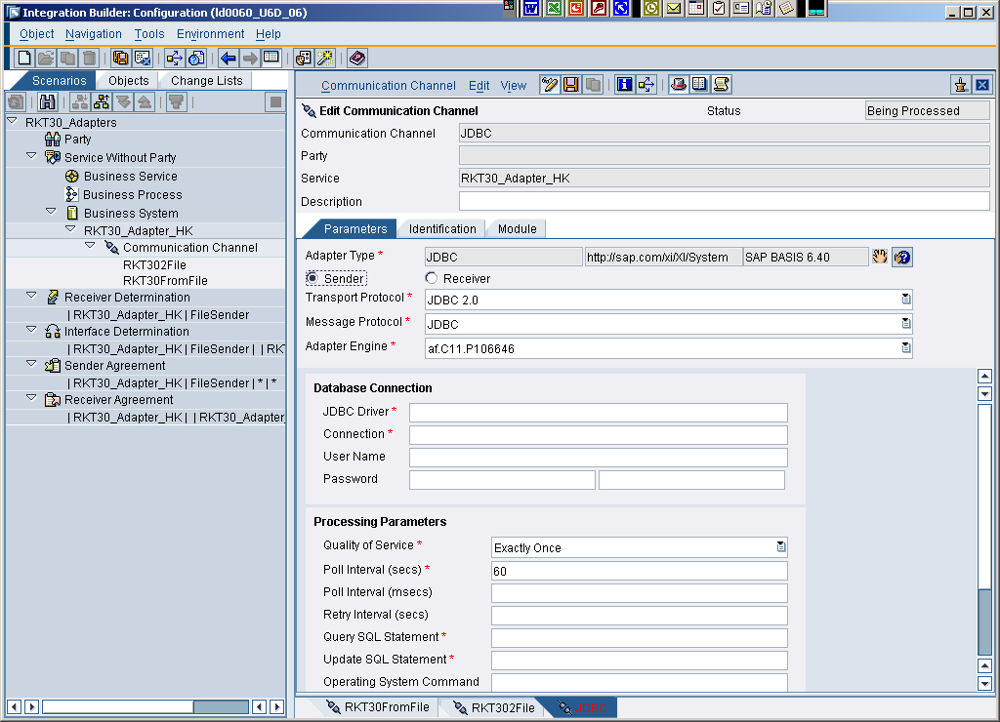 Integration Builder: Configuration (ld0060_U6D_06)
Object Navigation Tools Environment Help
Scenarios Objects Change Lists
RKT30_Adapters
Party
Service Without Party
Business Service
Business Process
Business System
RKT30_Adapter_HK
Communication Channel
RKT302File
RKT30FromFile
Receiver Determination
| RKT30_Adapter_HK | FileSender
Interface Determination
| RKT30_Adapter_HK | FileSender | | RKT
Sender Agreement
| RKT30_Adapter_HK | FileSender | * | *
Receiver Agreement
| RKT30_Adapter_HK | | RKT30_Adapter_
Communication Channel Edit View
Edit Communication Channel Status Being Processed
Communication Channel JDBC
Party
Service RKT30_Adapter_HK
Description
Parameters Identification Module
Adapter Type * JDBC http://sap.com/xi/XI/System SAP BASIS 6.40
Sender Receiver
Transport Protocol * JDBC 2.0
Message Protocol * JDBC
Adapter Engine * af.C11.P106646
Database Connection
JDBC Driver *
Connection *
User Name
Password
Processing Parameters
Quality of Service * Exactly Once
Poll Interval (secs) * 60
Poll Interval (msecs)
Retry Interval (secs)
Query SQL Statement *
Update SQL Statement *
Operating System Command
RKT30FromFile RKT302File JDBC